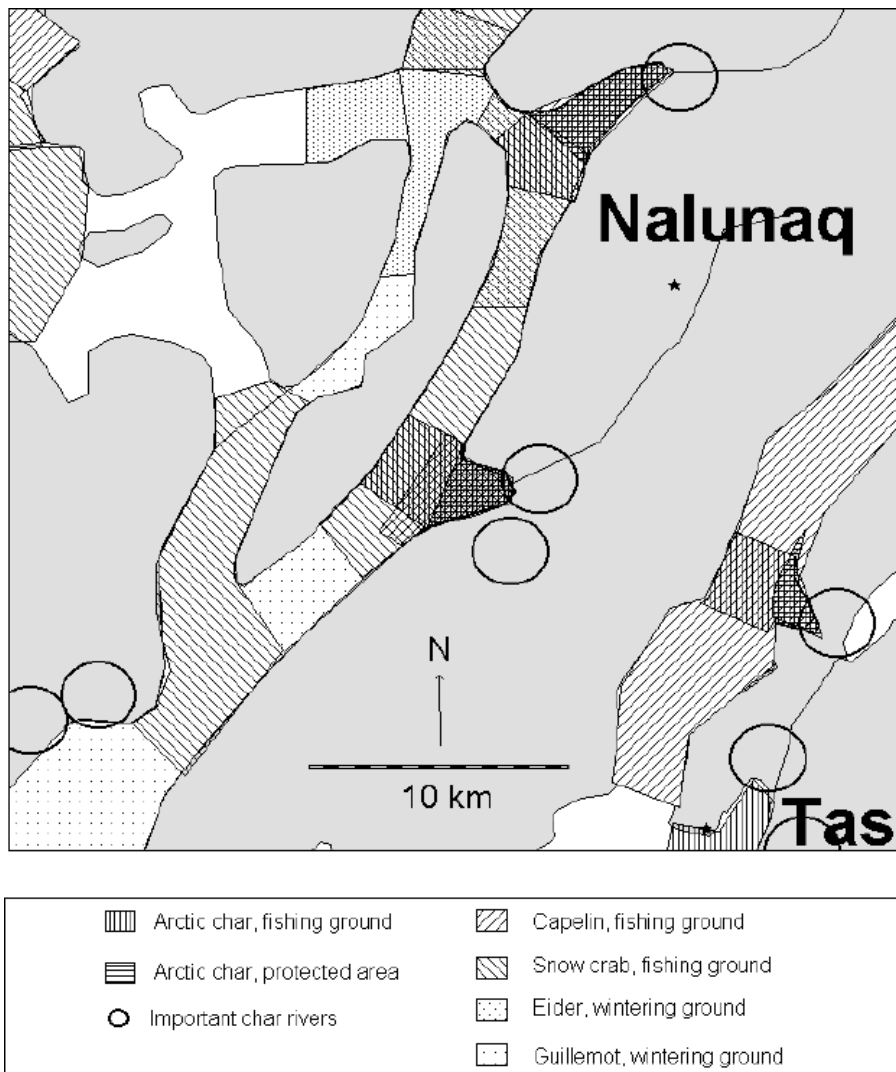 Nalunaq
N
10 km
Tas
Arctic char, fishing ground
Arctic char, protected area
Important char rivers
Capelin, fishing ground
Snow crab, fishing ground
Eider, wintering ground
Guillemot, wintering ground